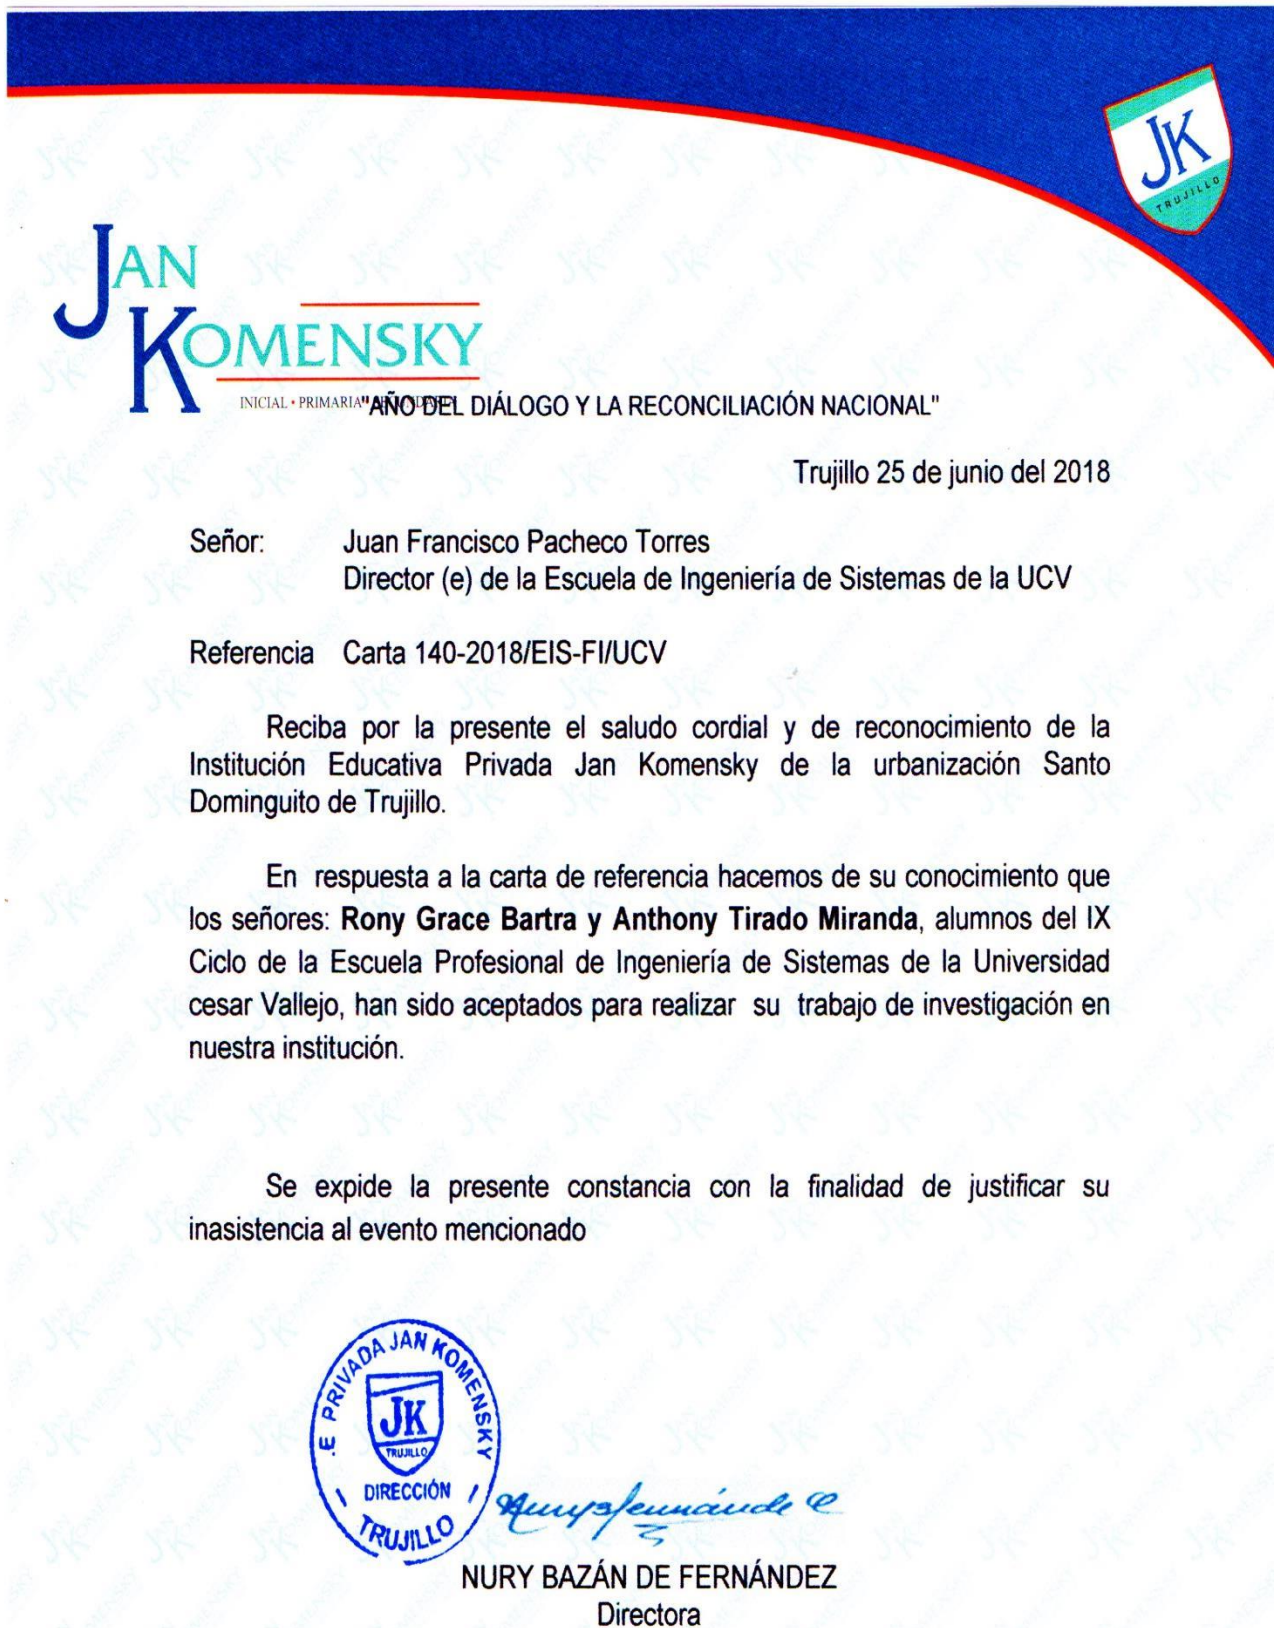 JK
TRUJILLO
JAN
KOMENSKY
INICIAL • PRIMARIA • SECUNDARIA
"AÑO DEL DIÁLOGO Y LA RECONCILIACIÓN NACIONAL"
Trujillo 25 de junio del 2018
Señor: Juan Francisco Pacheco Torres
Director (e) de la Escuela de Ingeniería de Sistemas de la UCV
Referencia Carta 140-2018/EIS-FI/UCV
Reciba por la presente el saludo cordial y de reconocimiento de la
Institución Educativa Privada Jan Komensky de la urbanización Santo
Dominguito de Trujillo.
En respuesta a la carta de referencia hacemos de su conocimiento que
los señores: Rony Grace Bartra y Anthony Tirado Miranda, alumnos del IX
Ciclo de la Escuela Profesional de Ingeniería de Sistemas de la Universidad
cesar Vallejo, han sido aceptados para realizar su trabajo de investigación en
nuestra institución.
Se expide la presente constancia con la finalidad de justificar su
inasistencia al evento mencionado
.E PRIVADA JAN KOMENSKY
JK
TRUJILLO
DIRECCIÓN
TRUJILLO
NURY BAZÁN DE FERNÁNDEZ
Directora